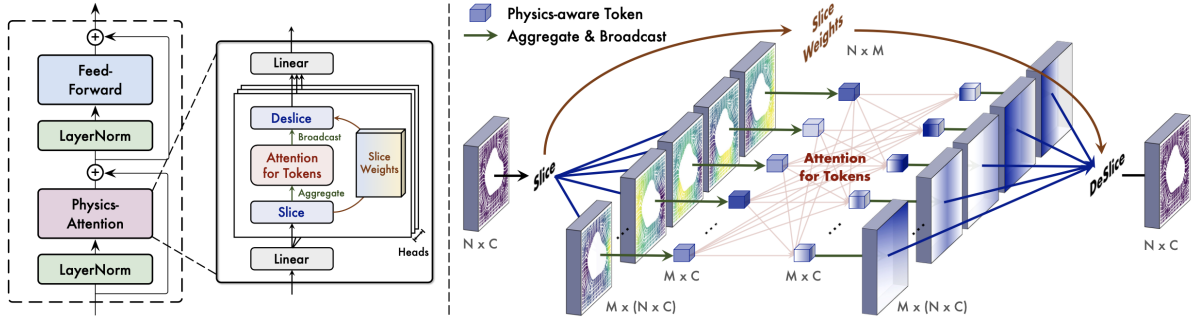 Feed-
Forward
LayerNorm
Physics-
Attention
LayerNorm
Linear
Deslice
Broadcast
Attention
for Tokens
Slice
Weights
Aggregate
Slice
Heads
Linear
Physics-aware Token
Aggregate & Broadcast
Slice
Weights
N x M
N x C
Slice
Attention
for Tokens
...
...
...
...
M x (N x C)
M x C
M x C
M x (N x C)
DeSlice
N x C